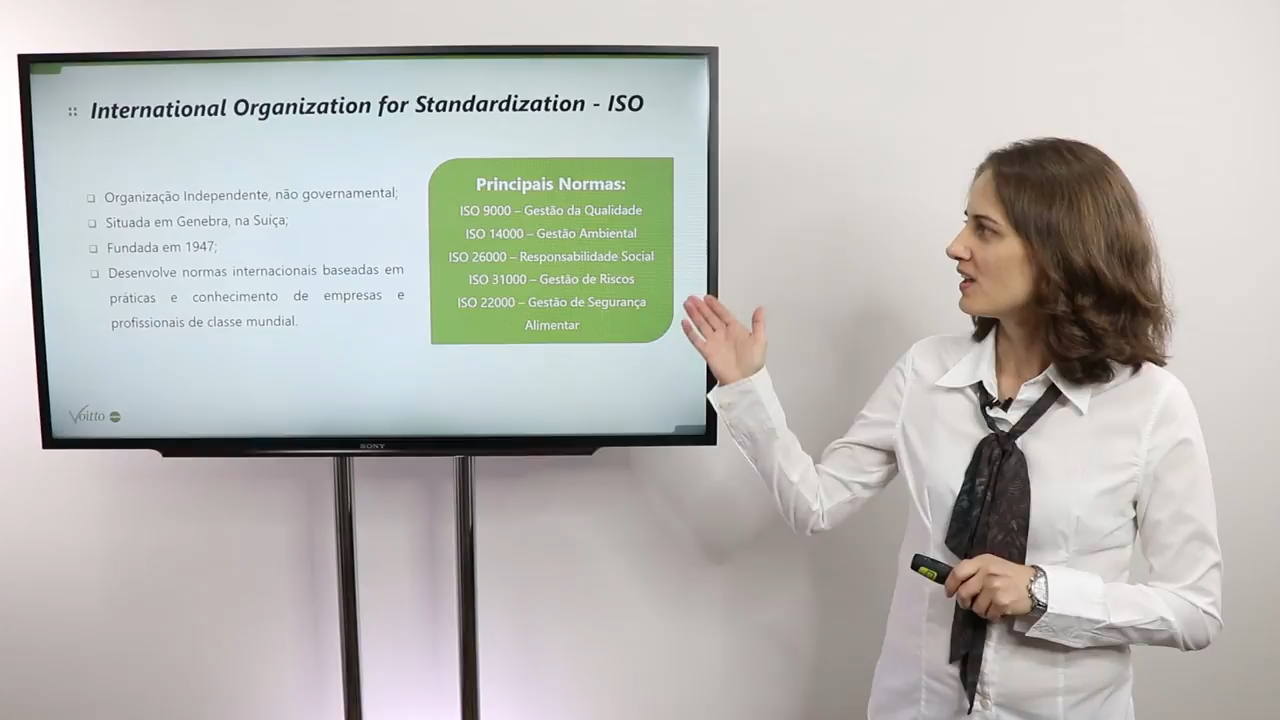 International Organization for Standardization - ISO
Organização Independente, não governamental;
Situada em Genebra, na Suiça;
Fundada em 1947;
Desenvolve normas internacionais baseadas em
práticas e conhecimento de empresas e
profissionais de classe mundial.
Principais Normas:
ISO 9000 – Gestão da Qualidade
ISO 14000 – Gestão Ambiental
ISO 26000 – Responsabilidade Social
ISO 31000 – Gestão de Riscos
ISO 22000 – Gestão de Segurança
Alimentar
Voitto
SONY